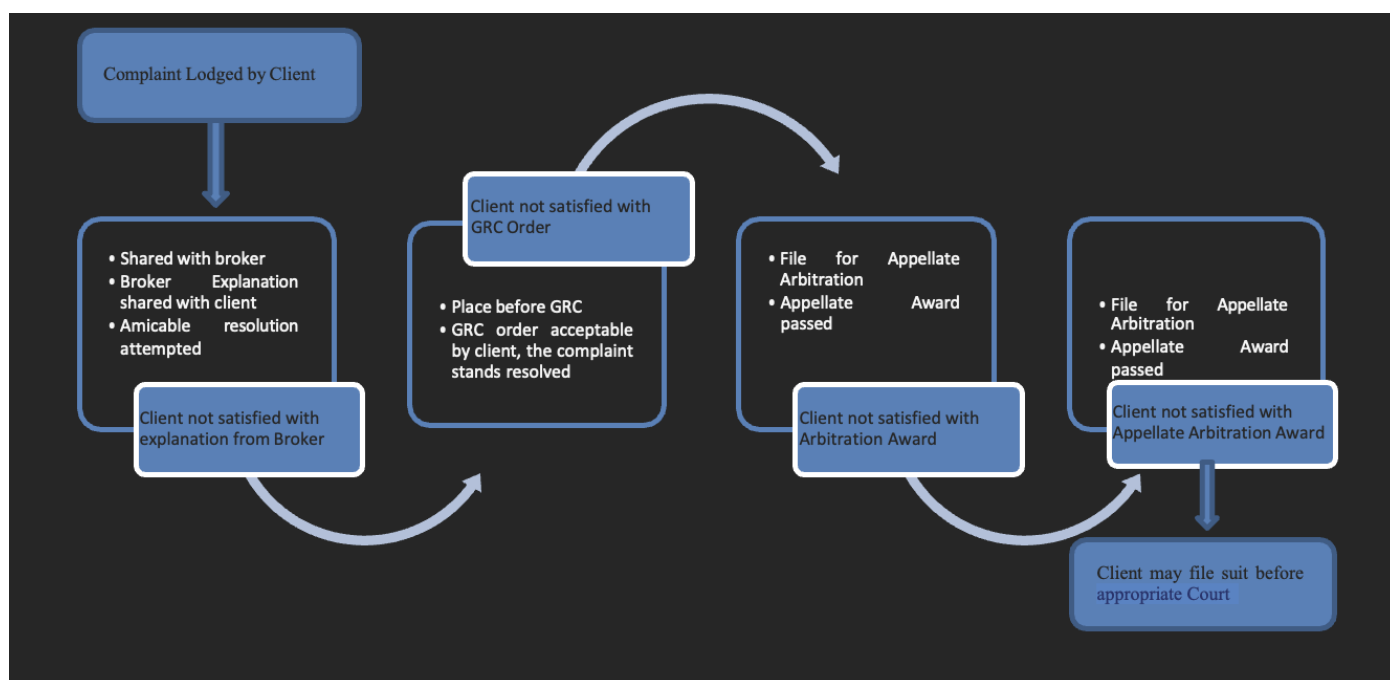 Complaint Lodged by Client
• Shared with broker
• Broker Explanation
shared with client
• Amicable resolution
attempted
Client not satisfied with
explanation from Broker
Client not satisfied with
GRC Order
• Place before GRC
• GRC order acceptable
by client, the complaint
stands resolved
• File for Appellate
Arbitration
• Appellate Award
passed
Client not satisfied with
Arbitration Award
• File for Appellate
Arbitration
• Appellate Award
passed
Client not satisfied with
Appellate Arbitration Award
Client may file suit before
appropriate Court